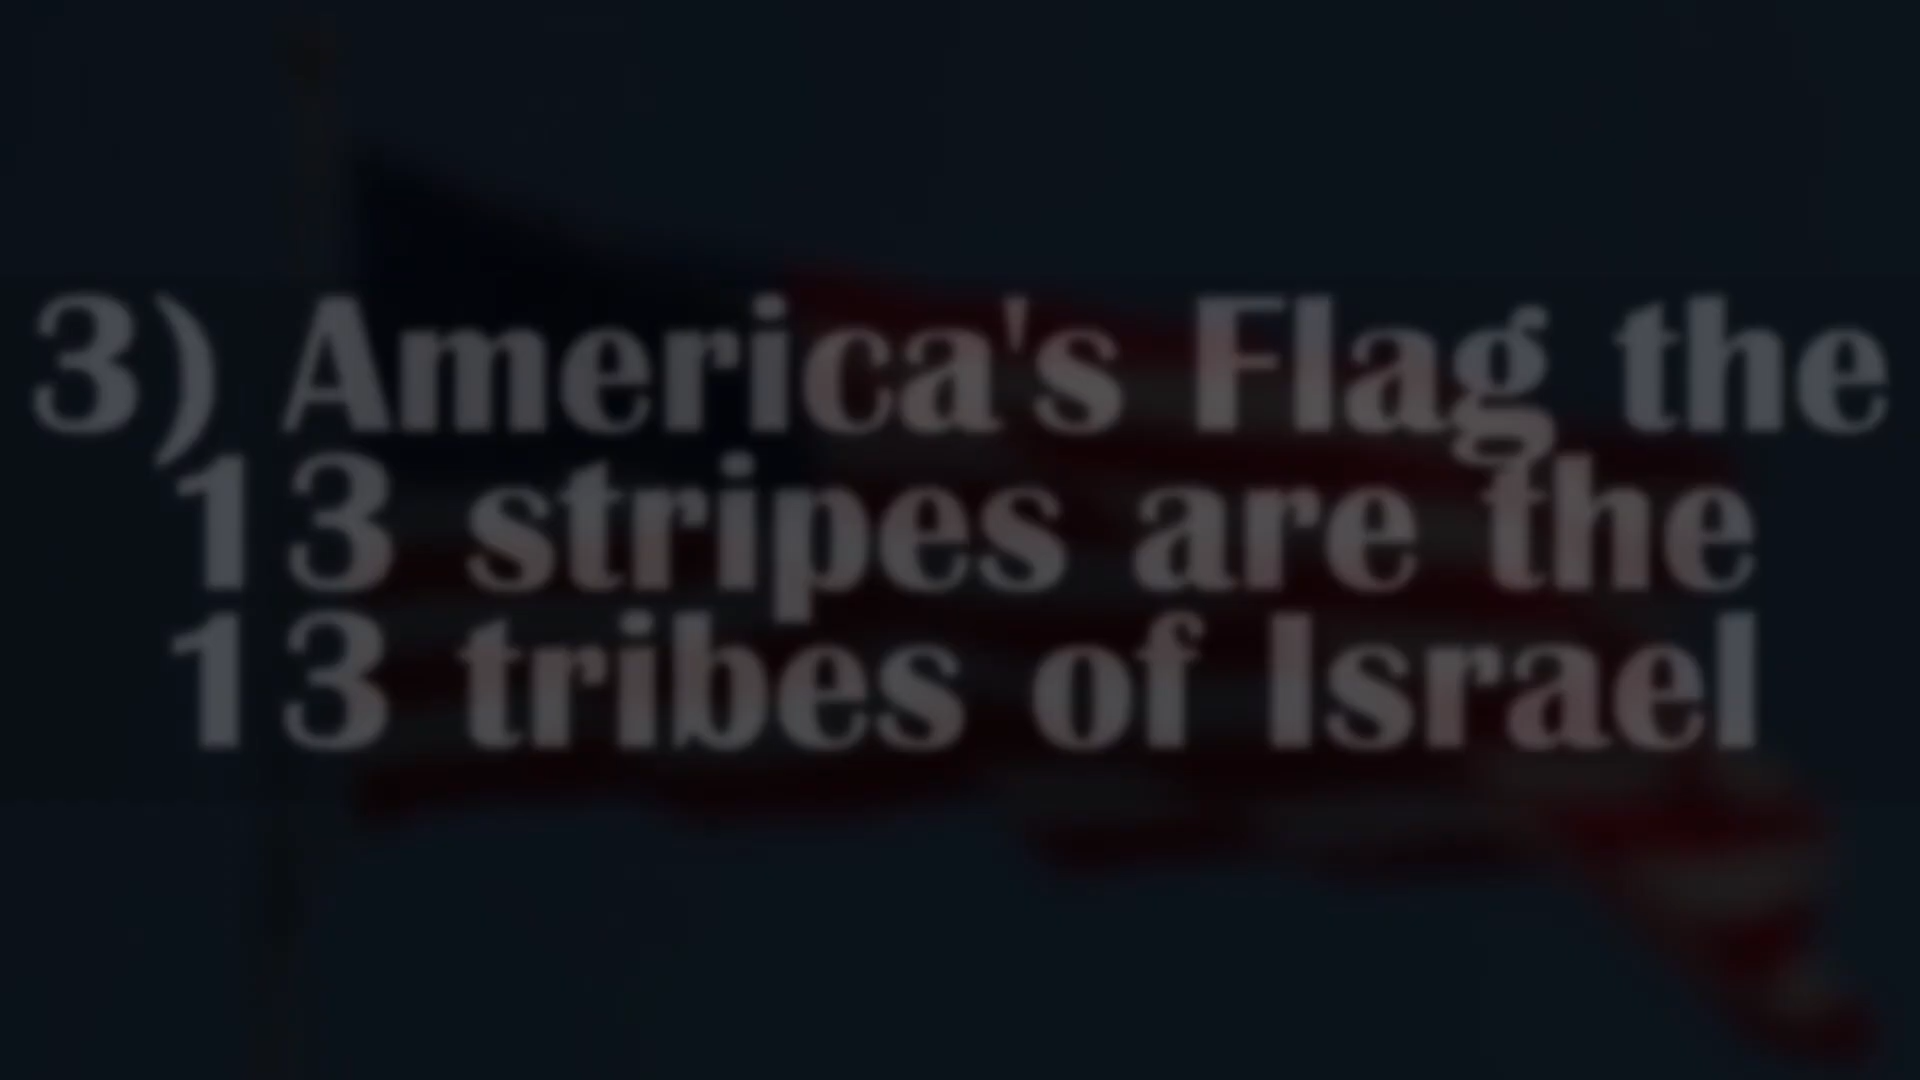 3) America's Flag the
13 stripes are the
13 tribes of Israel